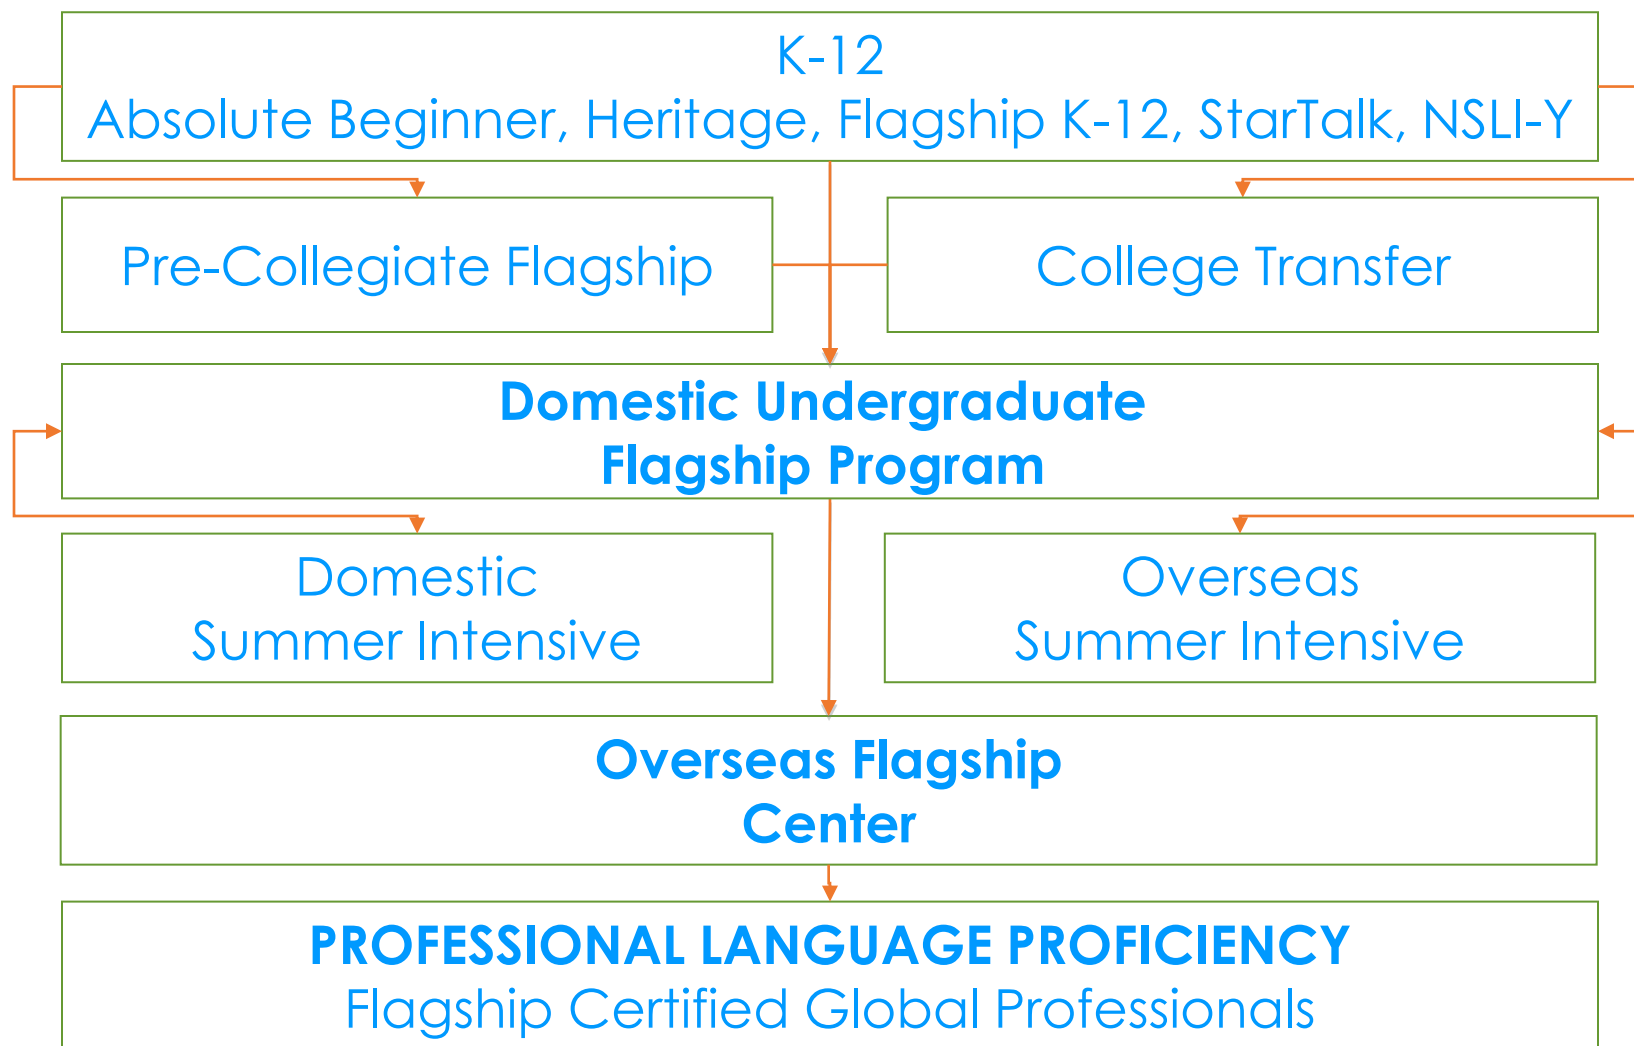 K-12
Absolute Beginner, Heritage, Flagship K-12, StarTalk, NSLI-Y
Pre-Collegiate Flagship
College Transfer
Domestic Undergraduate
Flagship Program
Domestic
Summer Intensive
Overseas
Summer Intensive
Overseas Flagship
Center
PROFESSIONAL LANGUAGE PROFICIENCY
Flagship Certified Global Professionals